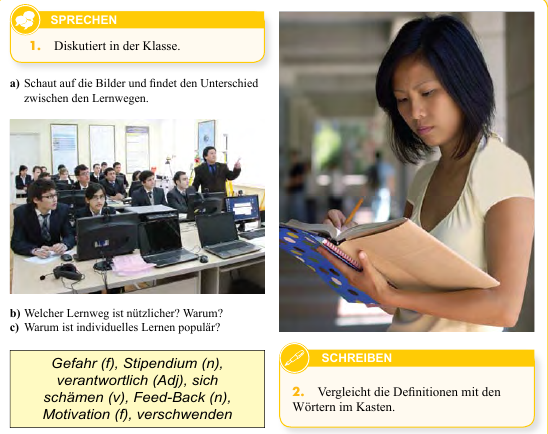 SPRECHEN
1. Diskutiert in der Klasse.
a) Schaut auf die Bilder und findet den Unterschied
zwischen den Lernwegen.
b) Welcher Lernweg ist nützlicher? Warum?
c) Warum ist individuelles Lernen populär?
Gefahr (f), Stipendium (n),
verantwortlich (Adj), sich
schämen (v), Feed-Back (n),
Motivation (f), verschwenden
SCHREIBEN
2. Vergleicht die Definitionen mit den
Wörtern im Kasten.